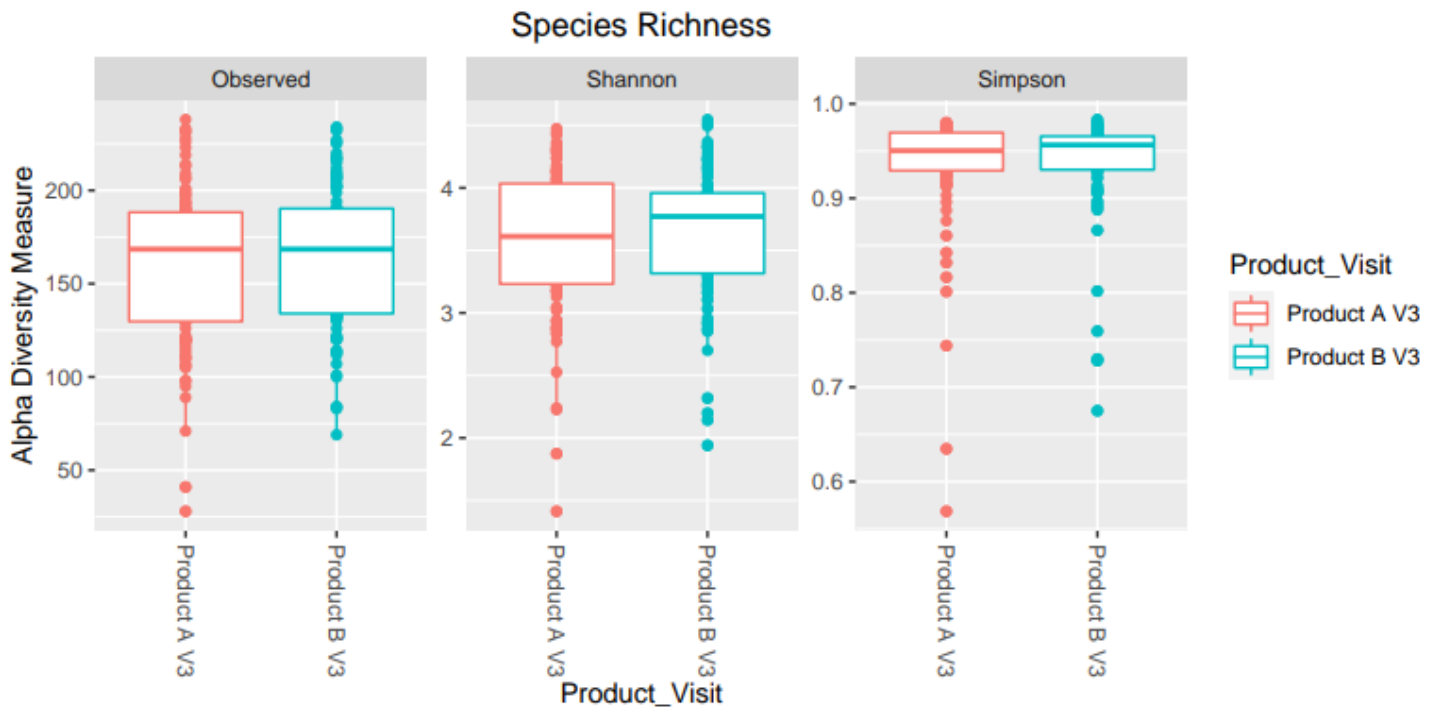 Species Richness
Observed
Shannon
Simpson
Alpha Diversity Measure
200
150
100
50
4
3
2
1.0
0.9
0.8
0.7
0.6
Product A V3
Product B V3
Product A V3
Product B V3
Product A V3
Product B V3
Product_Visit
Product_Visit
Product A V3
Product B V3